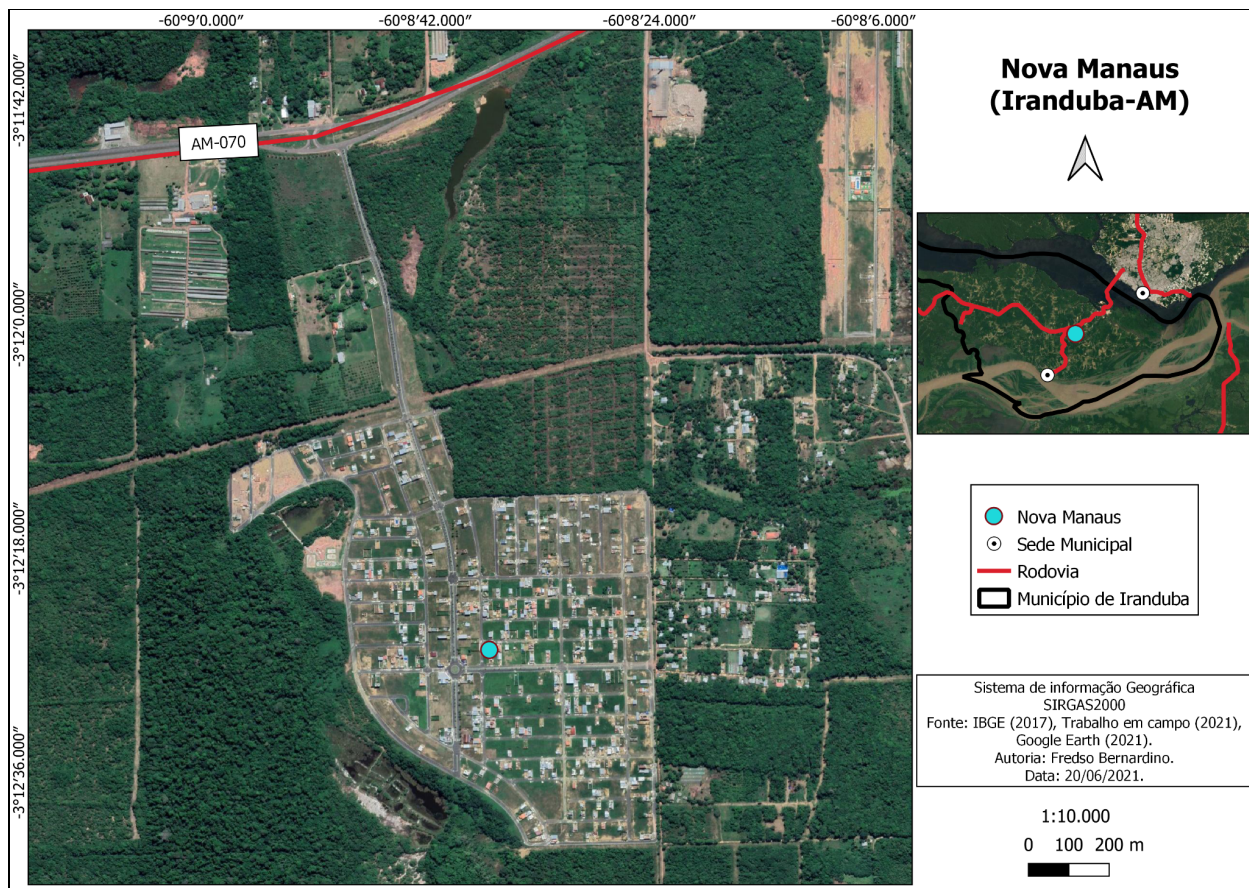 -60°9′0.000″ -60°8′42.000″ -60°8′24.000″ -60°8′6.000″
-3°11′42.000″
-3°12′0.000″
-3°12′18.000″
-3°12′36.000″
AM-070
Nova Manaus
(Iranduba-AM)
Nova Manaus
Sede Municipal
Rodovia
Município de Iranduba
Sistema de informação Geográfica
SIRGAS2000
Fonte: IBGE (2017), Trabalho em campo (2021),
Google Earth (2021).
Autoria: Fredso Bernardino.
Data: 20/06/2021.
1:10.000
0 100 200 m